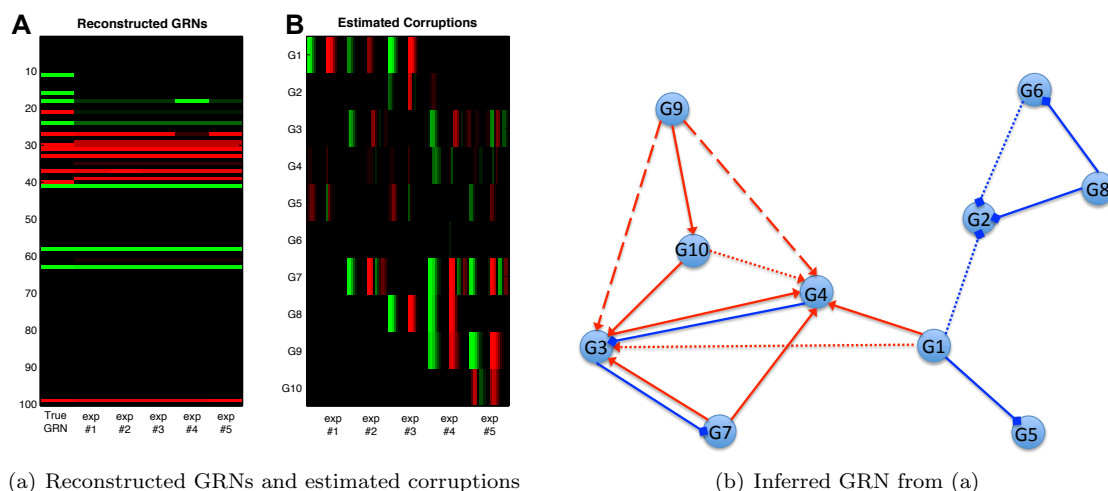 A
Reconstructed GRNs
10
20
30
40
50
60
70
80
90
100
True GRN
exp #1
exp #2
exp #3
exp #4
exp #5
B
Estimated Corruptions
G1
G2
G3
G4
G5
G6
G7
G8
G9
G10
exp #1
exp #2
exp #3
exp #4
exp #5
(a) Reconstructed GRNs and estimated corruptions
G9
G6
G8
G2
G10
G4
G3
G1
G7
G5
(b) Inferred GRN from (a)